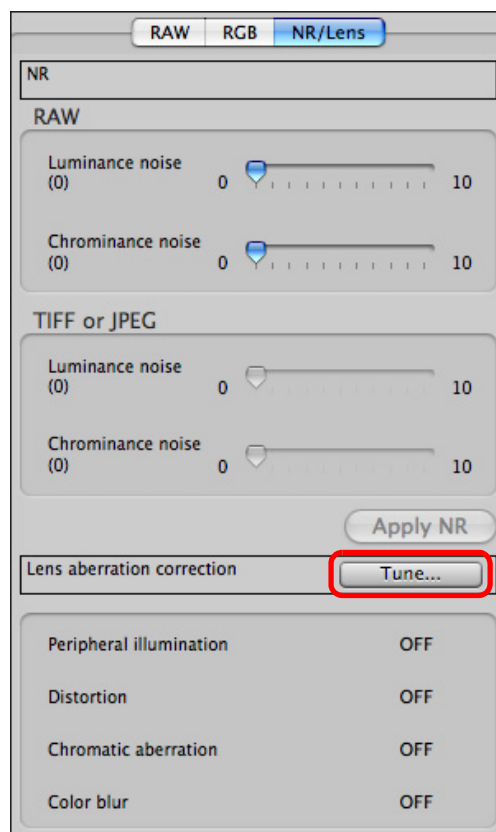 RAW RGB NR/Lens
NR
RAW
Luminance noise
(0) 0 10
Chrominance noise
(0) 0 10
TIFF or JPEG
Luminance noise
(0) 0 10
Chrominance noise
(0) 0 10
Apply NR
Lens aberration correction Tune...
Peripheral illumination OFF
Distortion OFF
Chromatic aberration OFF
Color blur OFF